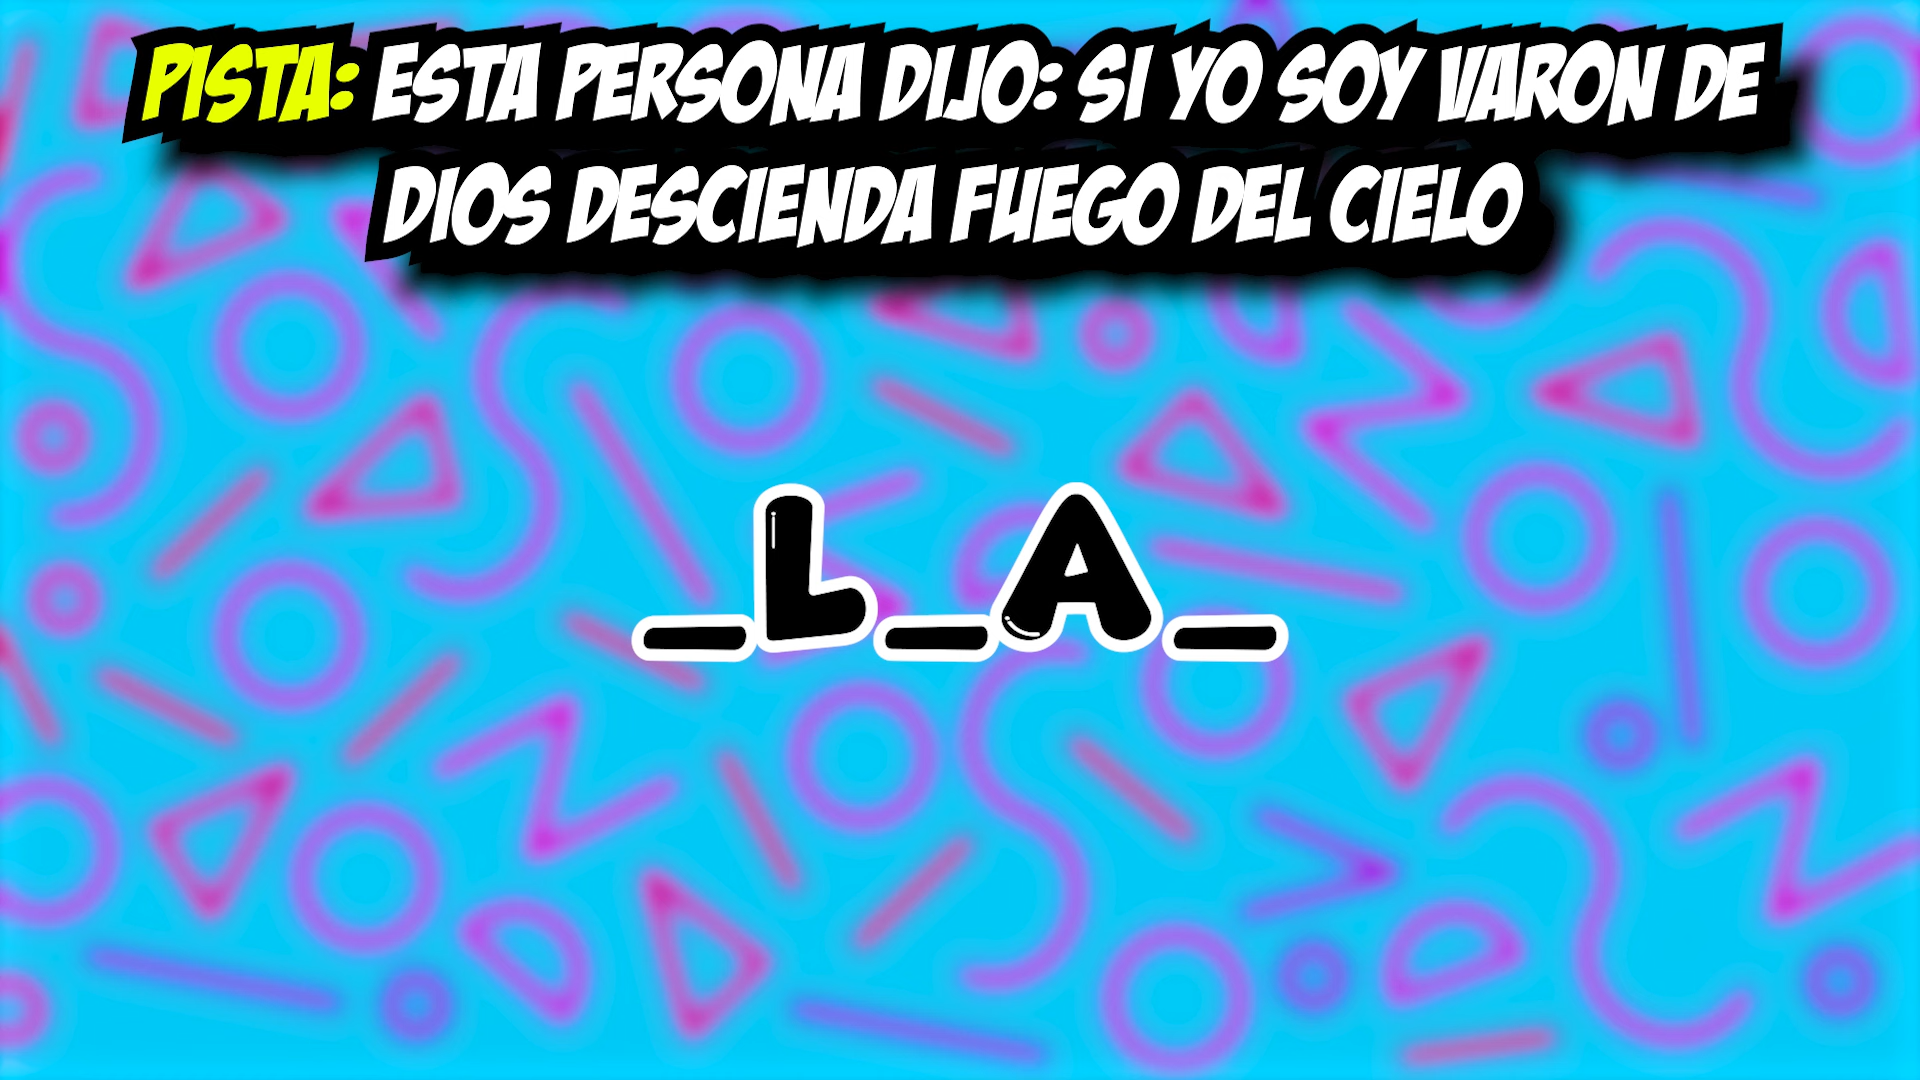 PISTA: ESTA PERSONA DIJO: SI YO SOY VARON DE
DIOS DESCIENDA FUEGO DEL CIELO
_L_A_